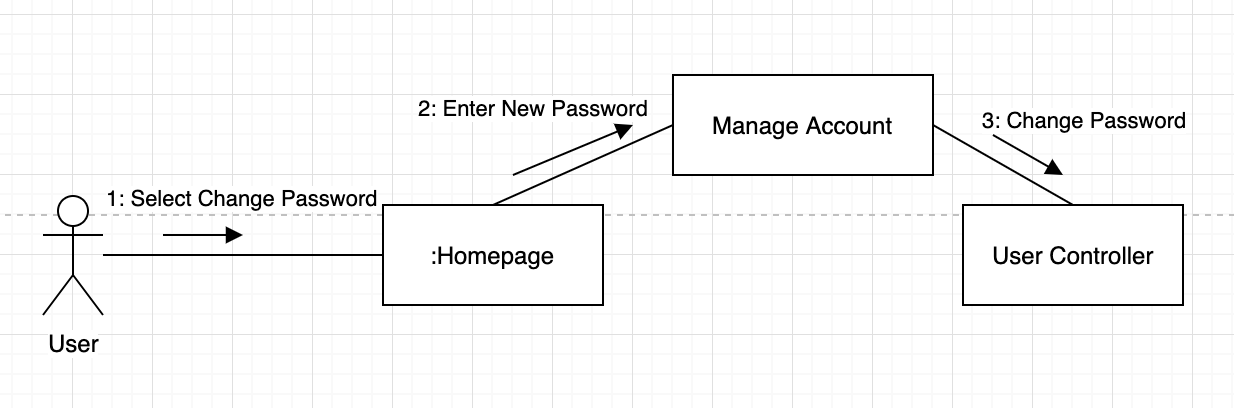 2: Enter New Password
Manage Account
3: Change Password
1: Select Change Password
:Homepage
User Controller
User